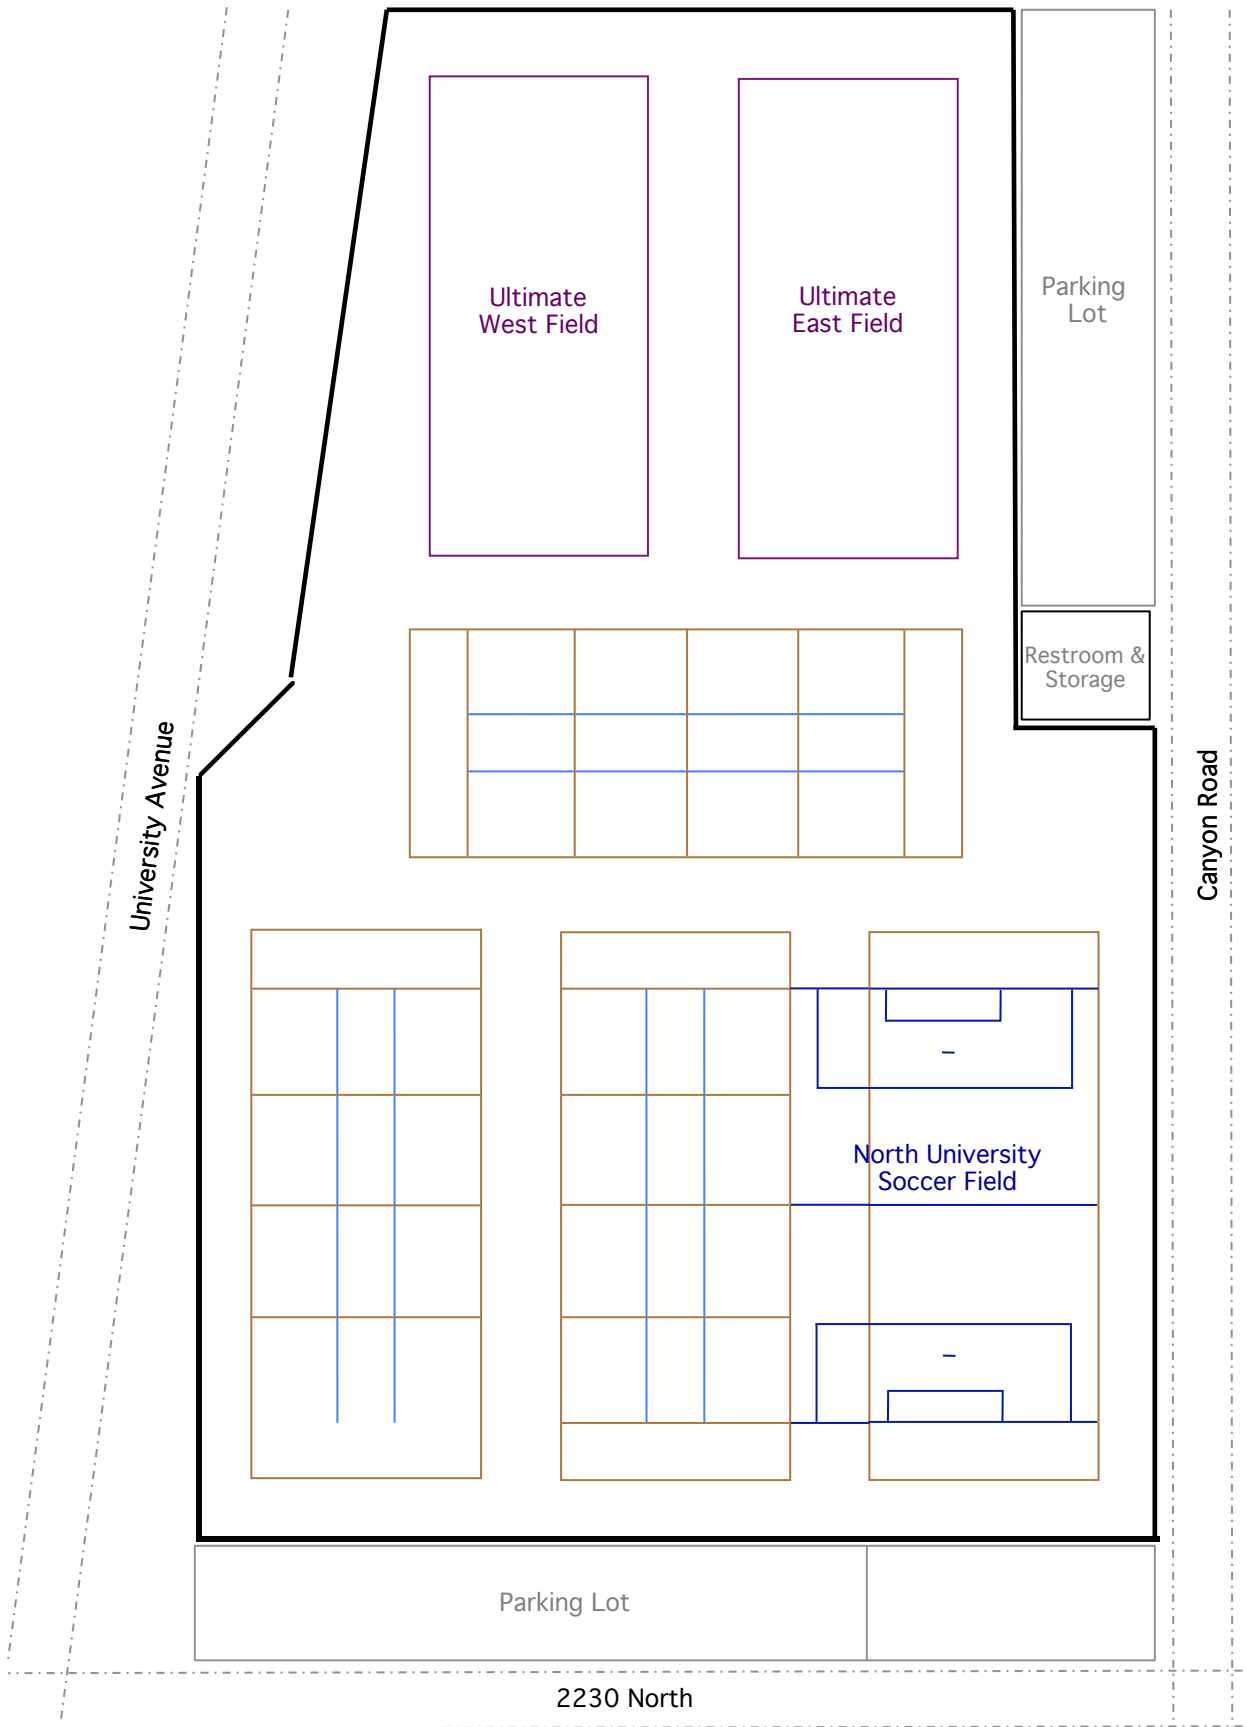 Ultimate
West Field
Ultimate
East Field
Parking
Lot
Restroom &
Storage
University Avenue
Canyon Road
North University
Soccer Field
Parking Lot
2230 North